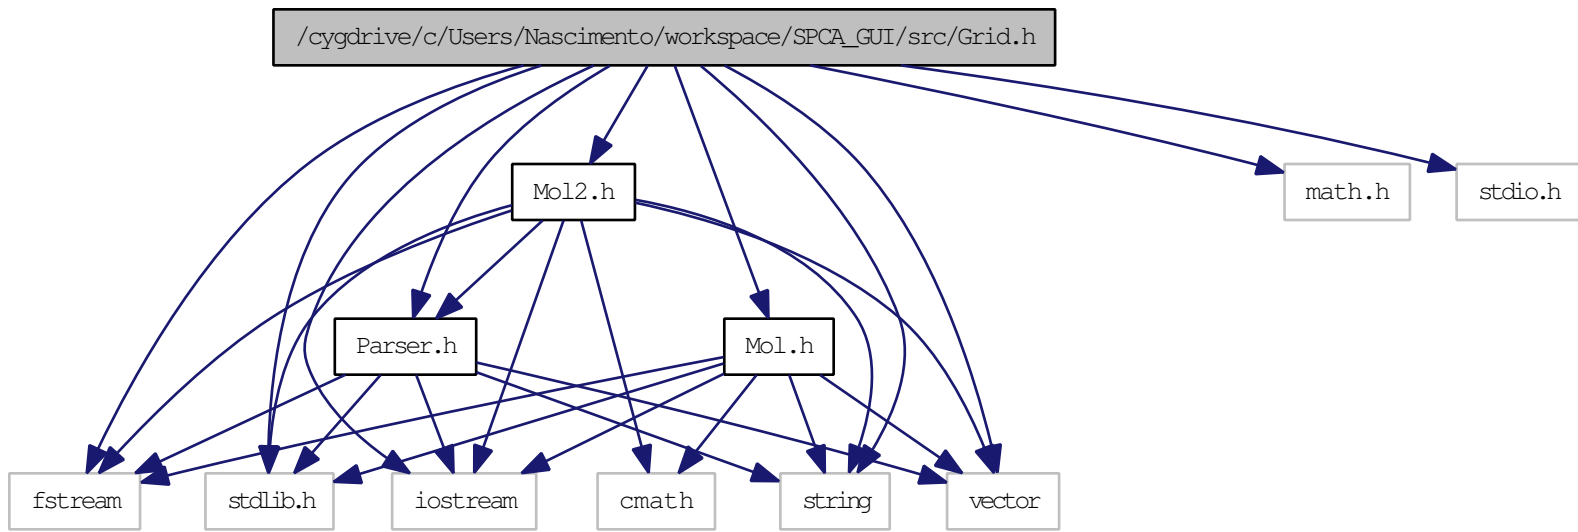 /cygdrive/c/Users/Nascimento/workspace/SPCA_GUI/src/Grid.h
Mol2.h
math.h
stdio.h
Parser.h
Mol.h
fstream
stdlib.h
iostream
cmath
string
vector